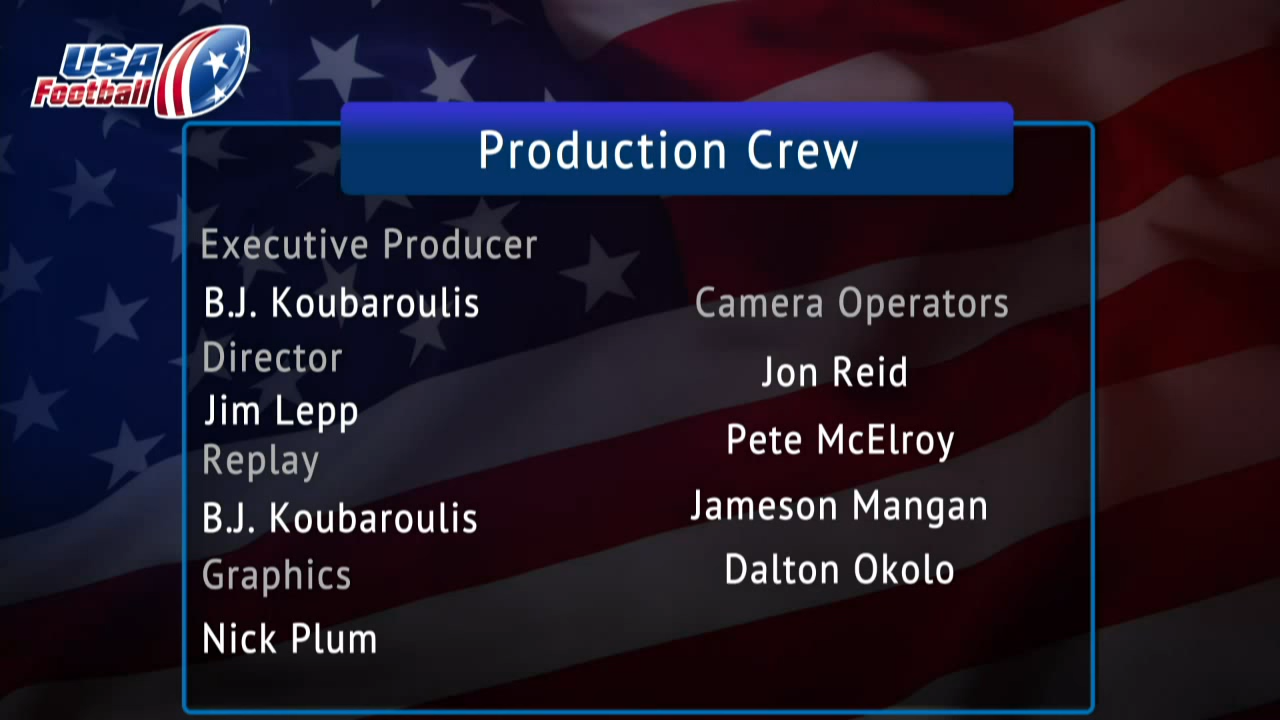 USA
Football
Production Crew
Executive Producer
B.J. Koubaroulis
Director
Jim Lepp
Replay
B.J. Koubaroulis
Graphics
Nick Plum
Camera Operators
Jon Reid
Pete McElroy
Jameson Mangan
Dalton Okolo